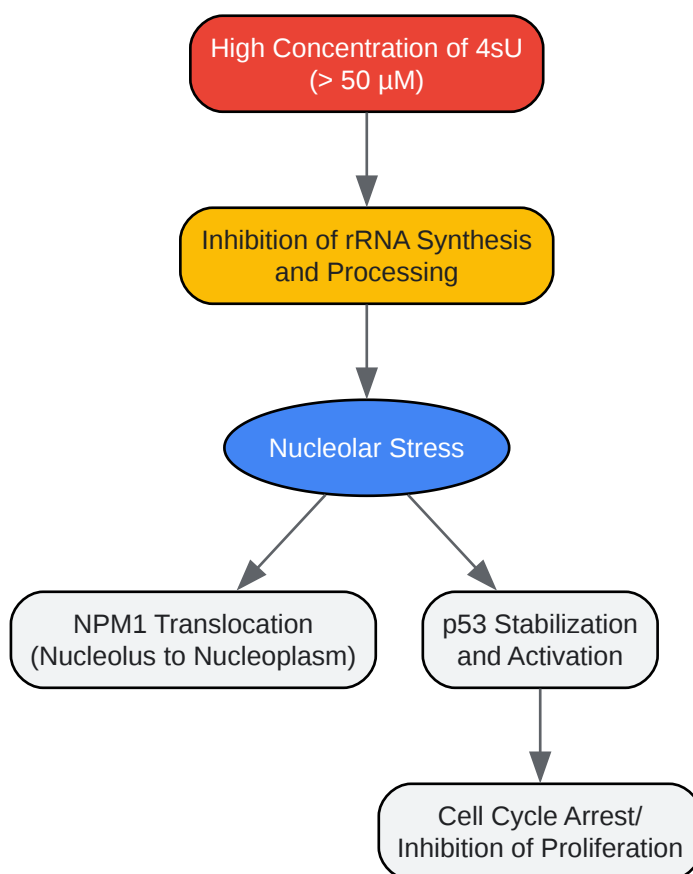 High Concentration of 4sU
(> 50 µM)
Inhibition of rRNA Synthesis
and Processing
Nucleolar Stress
NPM1 Translocation
(Nucleolus to Nucleoplasm)
p53 Stabilization
and Activation
Cell Cycle Arrest/
Inhibition of Proliferation